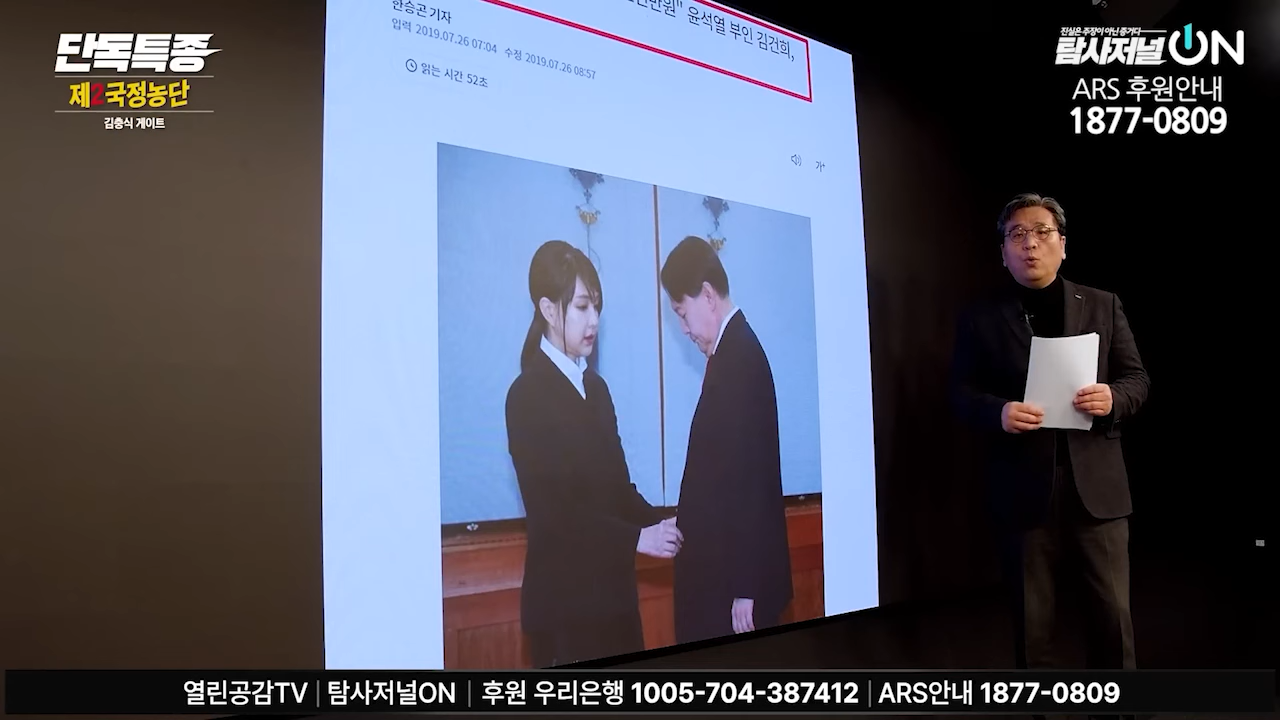 단독특종
제2국정농단
김충식 게이트
윤석열 부인 김건희,
한승곤 기자
입력 2019.07.26 07:04 수정 2019.07.26 08:57
읽는 시간 52초
가+
진실은 주장이 아닌 증거다
탐사저널ON
ARS 후원안내
1877-0809
열린공감TV | 탐사저널ON | 후원 우리은행 1005-704-387412 | ARS안내 1877-0809